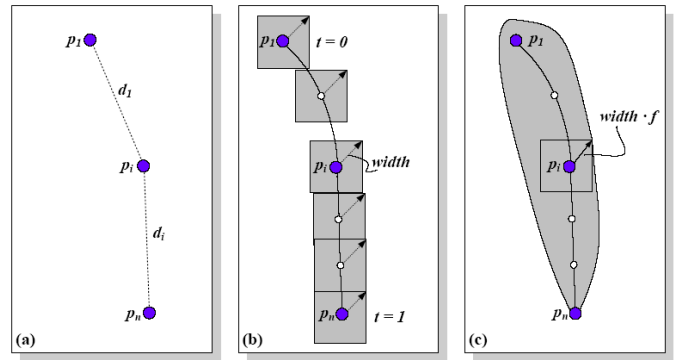 p1
d1
pi
di
pn
(a)
p1
t = 0
width
pi
pn
t = 1
(b)
p1
width · f
pi
pn
(c)